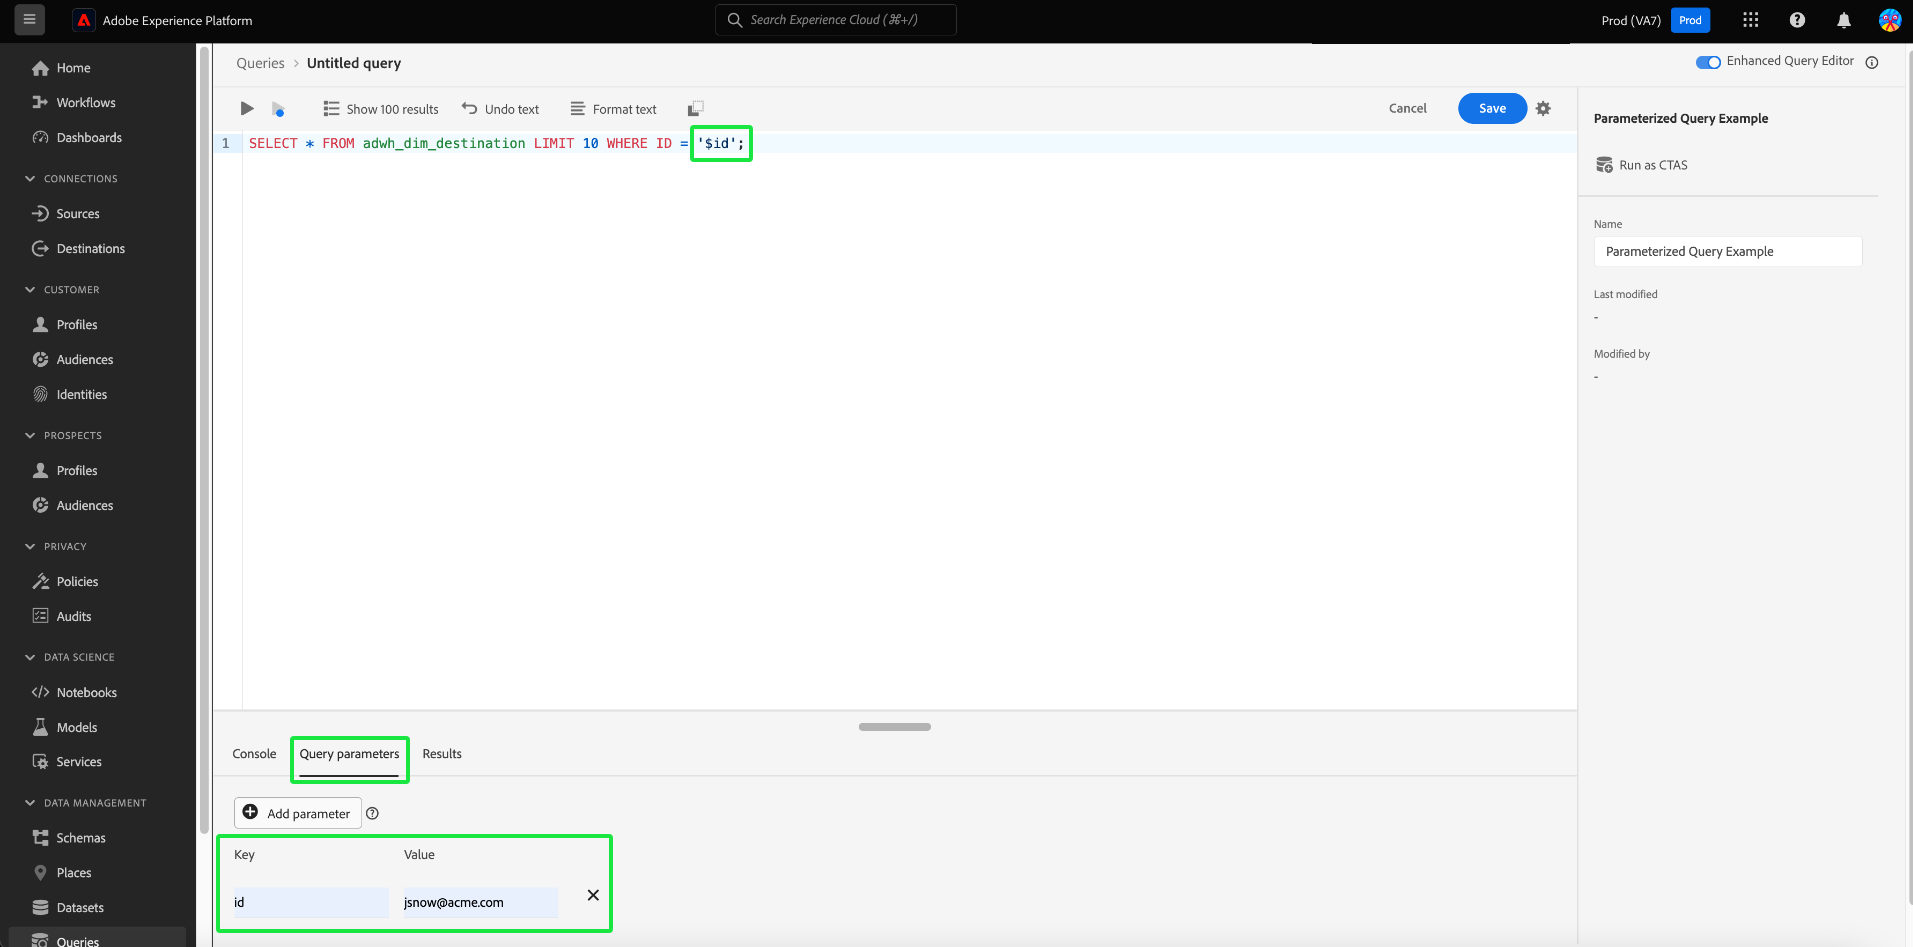 Adobe Experience Platform
Search Experience Cloud (⌘+/)
Prod (VA7)
Prod
Home
Workflows
Dashboards
CONNECTIONS
Sources
Destinations
CUSTOMER
Profiles
Audiences
Identities
PROSPECTS
Profiles
Audiences
PRIVACY
Policies
Audits
DATA SCIENCE
Notebooks
Models
Services
DATA MANAGEMENT
Schemas
Places
Datasets
Queries
Queries > Untitled query
Enhanced Query Editor
Show 100 results
Undo text
Format text
Cancel
Save
1 SELECT * FROM adwh_dim_destination LIMIT 10 WHERE ID = '$id';
Console
Query parameters
Results
Add parameter
Key Value
id jsnow@acme.com
Parameterized Query Example
Run as CTAS
Name
Parameterized Query Example
Last modified
-
Modified by
-